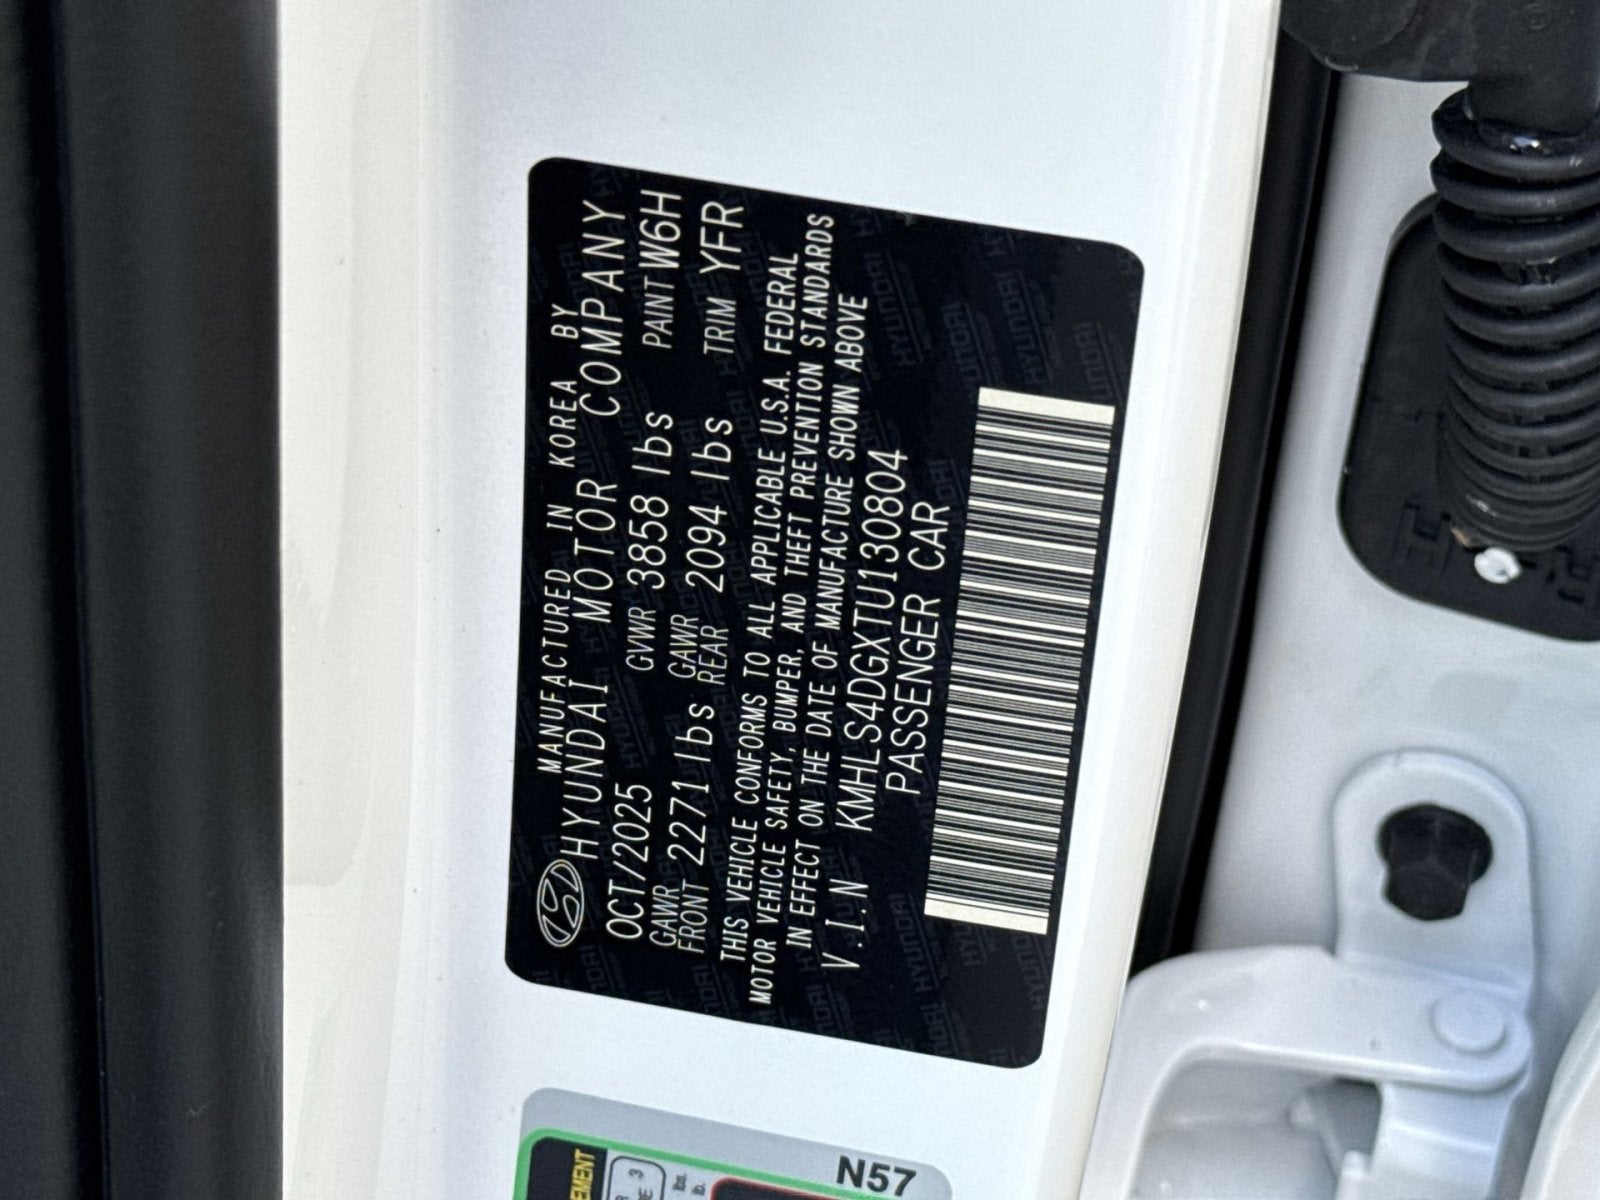 MANUFACTURED IN KOREA BY
HYUNDAI MOTOR COMPANY
OCT/2025 GVWR 3858 lbs PAINT W6H
GAWR FRONT 2271 lbs GAWR REAR 2094 lbs TRIM YFR
THIS VEHICLE CONFORMS TO ALL APPLICABLE U.S.A. FEDERAL
MOTOR VEHICLE SAFETY, BUMPER, AND THEFT PREVENTION STANDARDS
IN EFFECT ON THE DATE OF MANUFACTURE SHOWN ABOVE
V.I.N KMHLS4DGXTU130804
PASSENGER CAR
N57